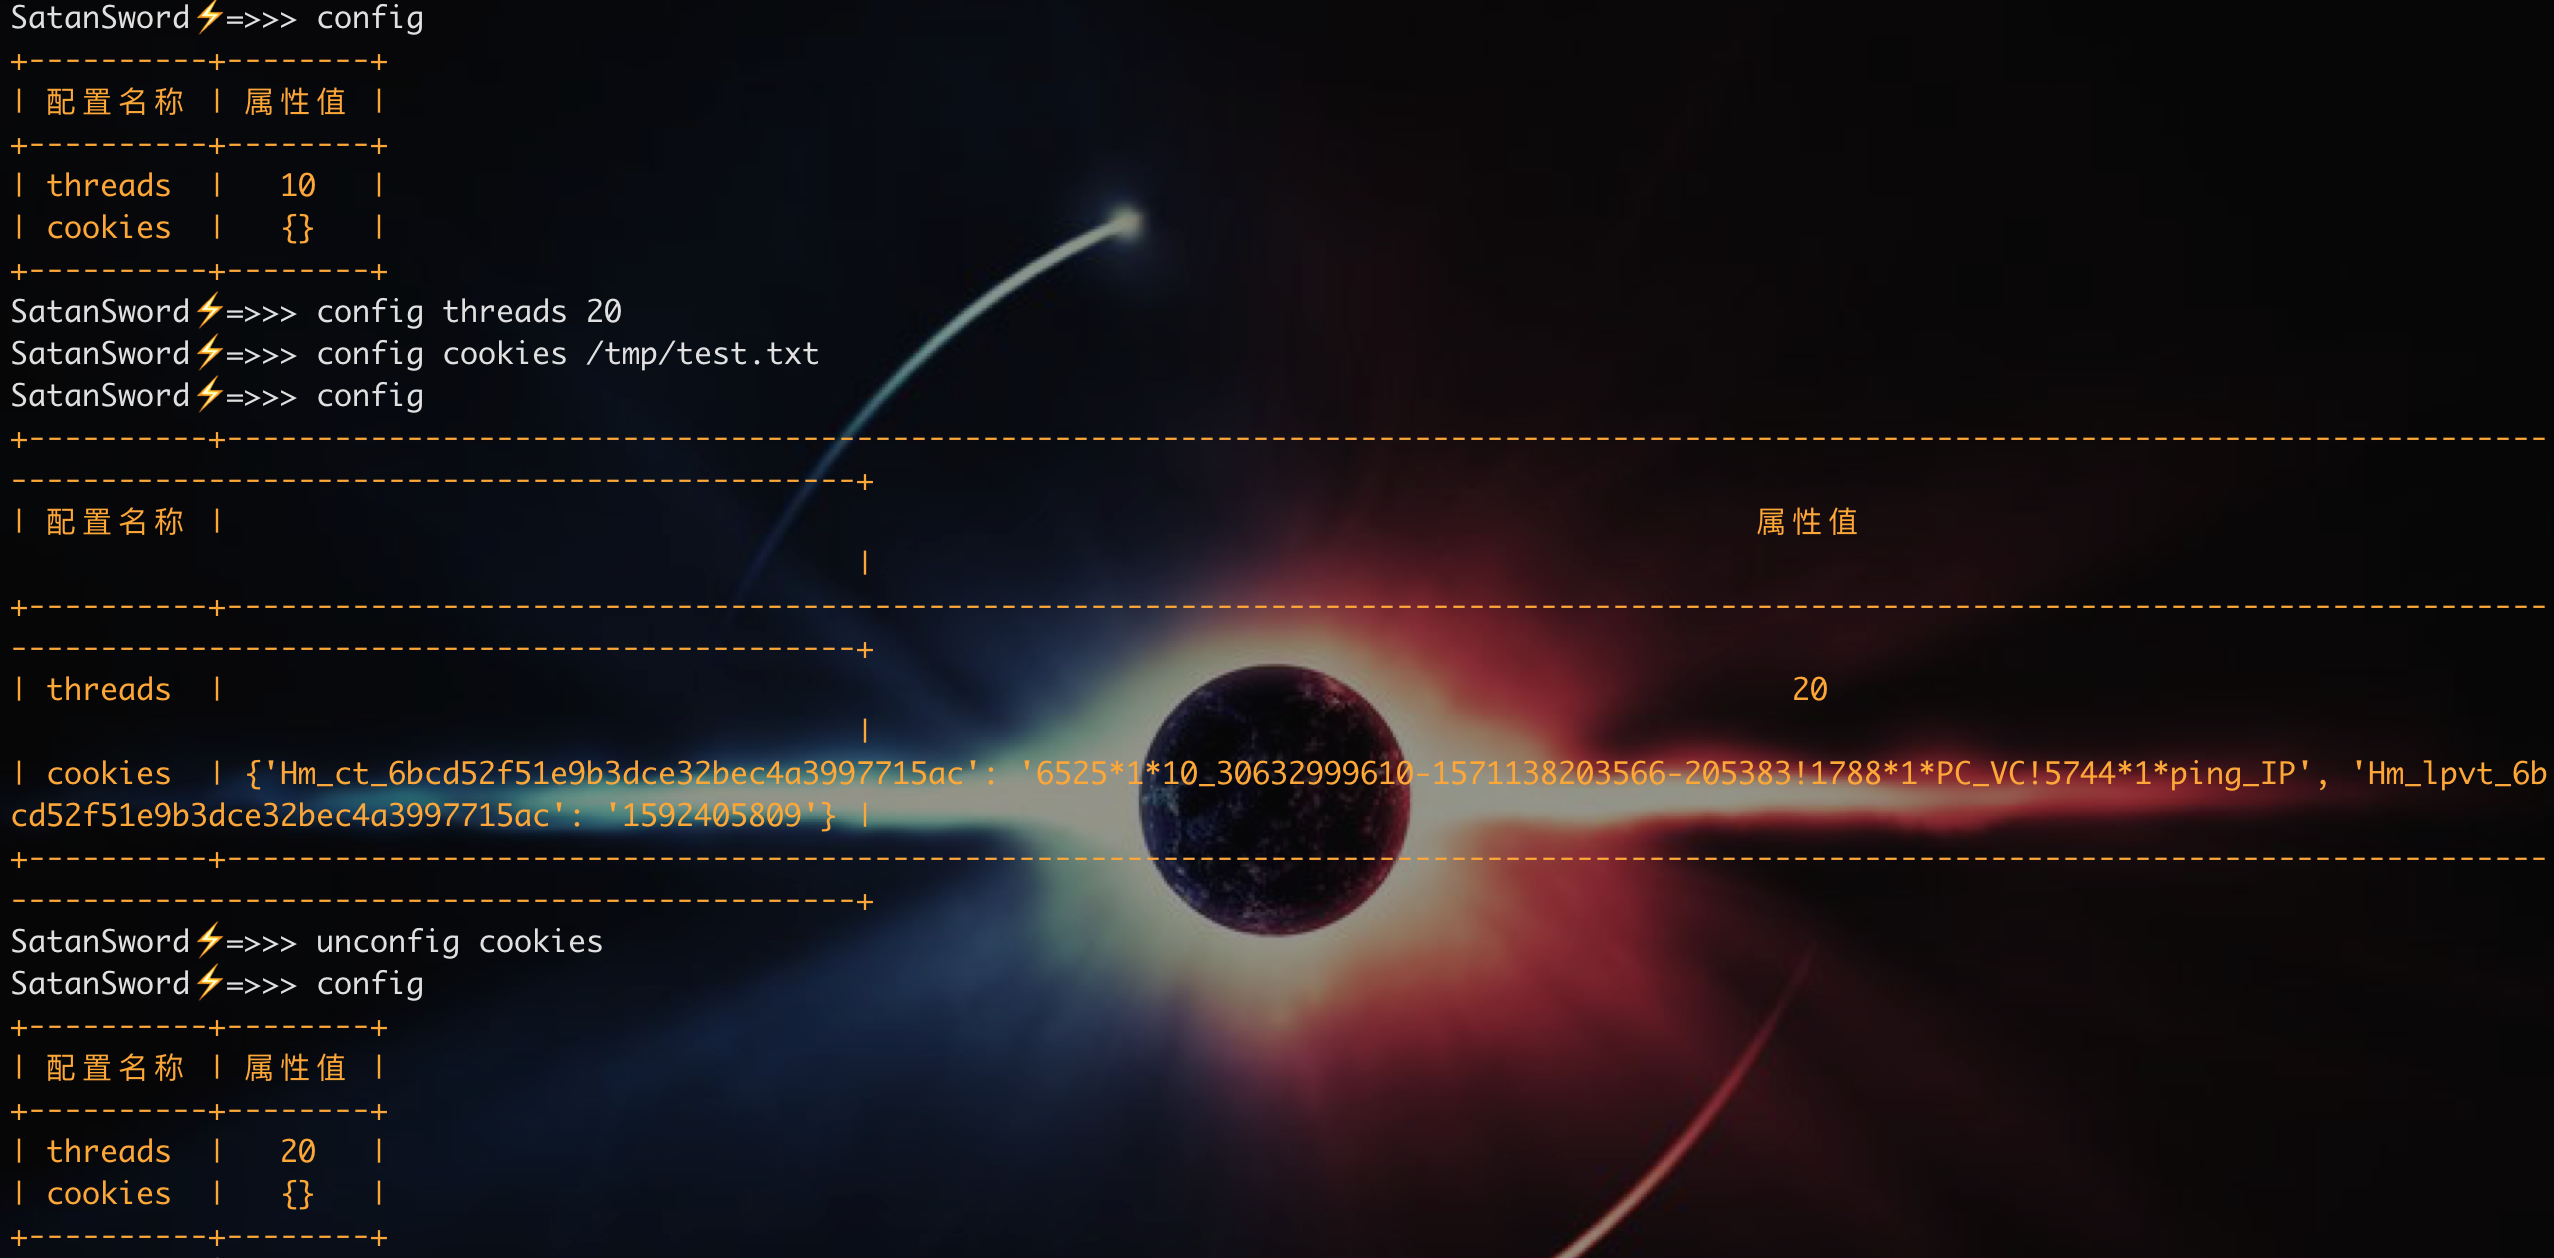 SatanSword⚡=>>> config
+----------+--------+
| 配置名称 | 属性值 |
+----------+--------+
| threads  |   10   |
| cookies  |   {}   |
+----------+--------+
SatanSword⚡=>>> config threads 20
SatanSword⚡=>>> config cookies /tmp/test.txt
SatanSword⚡=>>> config
+----------+---------------------------------------------------------------------------------------------------------------------------------
-----------------------------------------------+
| 配置名称 |                                                                                     属性值
                                               |
+----------+---------------------------------------------------------------------------------------------------------------------------------
-----------------------------------------------+
| threads  |                                                                                       20
                                               |
| cookies  | {'Hm_ct_6bcd52f51e9b3dce32bec4a3997715ac': '6525*1*10_30632999610-1571138203566-205383!1788*1*PC_VC!5744*1*ping_IP', 'Hm_lpvt_6b
cd52f51e9b3dce32bec4a3997715ac': '1592405809'} |
+----------+---------------------------------------------------------------------------------------------------------------------------------
-----------------------------------------------+
SatanSword⚡=>>> unconfig cookies
SatanSword⚡=>>> config
+----------+--------+
| 配置名称 | 属性值 |
+----------+--------+
| threads  |   20   |
| cookies  |   {}   |
+----------+--------+